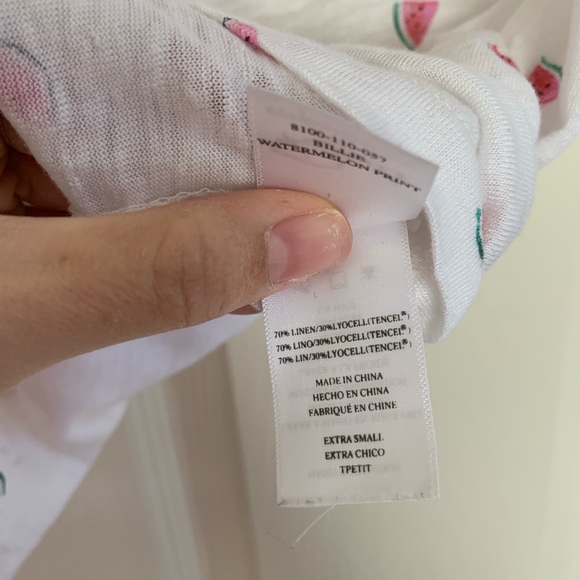 8100-110-057
BILLIE,
WATERMELON PRINT
70% LINEN/30%LYOCELL(TENCEL®)
70% LINO/30%LYOCELL(TENCEL®)
70% LIN/30%LYOCELL(TENCEL®)
MADE IN CHINA
HECHO EN CHINA
FABRIQUÉ EN CHINE
EXTRA SMALL
EXTRA CHICO
TPETIT